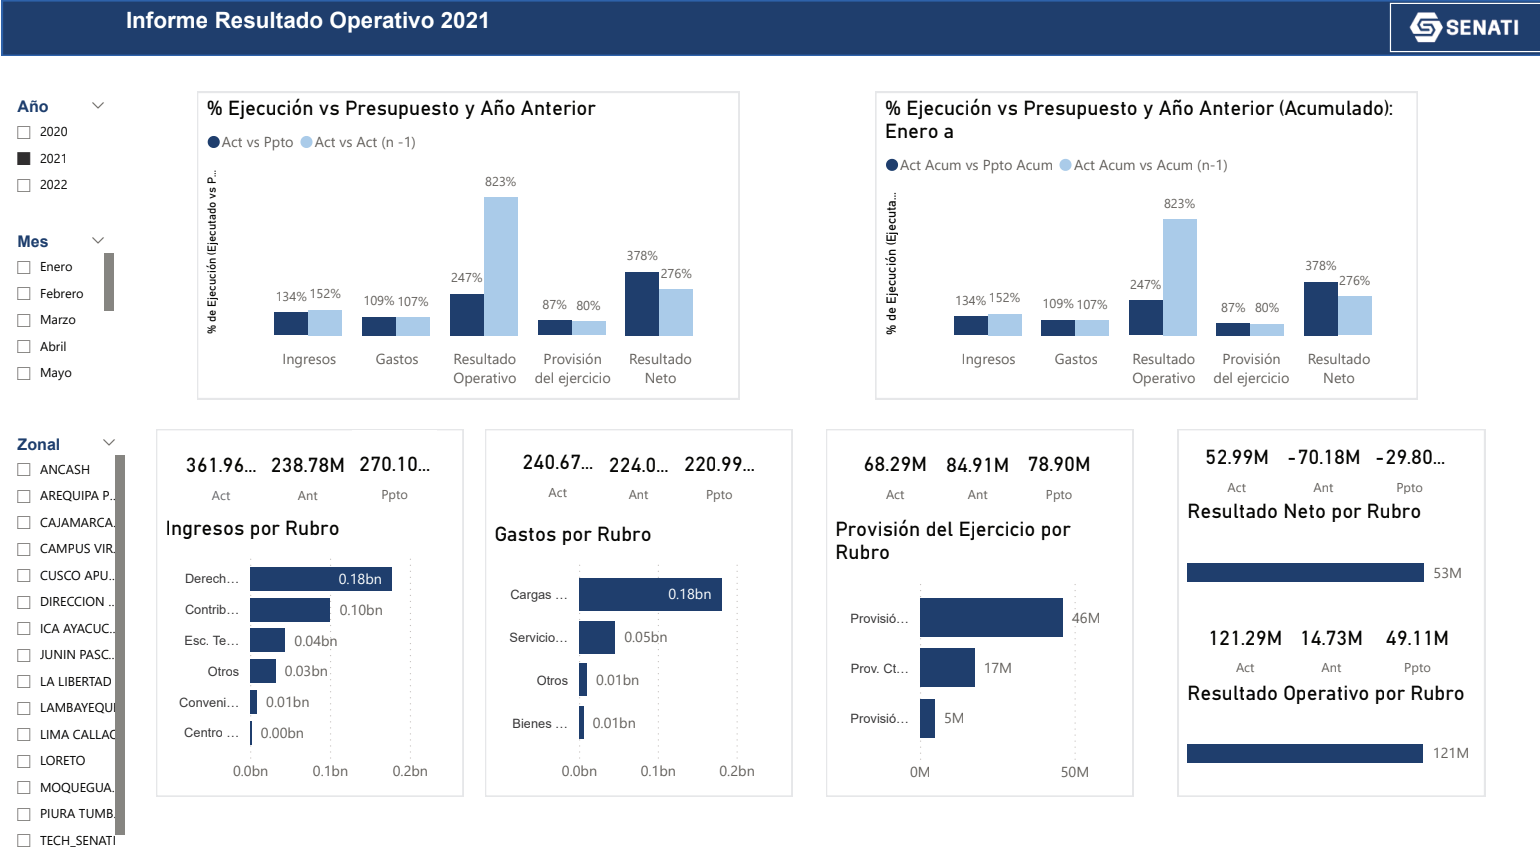 Informe Resultado Operativo 2021
SENATI
Año
2020
2021
2022
Mes
Enero
Febrero
Marzo
Abril
Mayo
Zonal
ANCASH
AREQUIPA P...
CAJAMARCA...
CAMPUS VIR...
CUSCO APU...
DIRECCION ...
ICA AYACUC...
JUNIN PASC...
LA LIBERTAD
LAMBAYEQU
LIMA CALLAO
LORETO
MOQUEGUA...
PIURA TUMB...
TECH_SENATI
% Ejecución vs Presupuesto y Año Anterior
Act vs Ppto Act vs Act (n -1)
% de Ejecución (Ejecutado vs P...
134% 152% 109% 107% 247% 823% 87% 80% 378% 276%
Ingresos Gastos Resultado Provisión Resultado
Operativo del ejercicio Neto
% Ejecución vs Presupuesto y Año Anterior (Acumulado):
Enero a
Act Acum vs Ppto Acum Act Acum vs Acum (n-1)
% de Ejecución (Ejecuta...
134% 152% 109% 107% 247% 823% 87% 80% 378% 276%
Ingresos Gastos Resultado Provisión Resultado
Operativo del ejercicio Neto
361.96... 238.78M 270.10...
Act Ant Ppto
Ingresos por Rubro
Derech... 0.18bn
Contrib... 0.10bn
Esc. Te... 0.04bn
Otros 0.03bn
Conveni... 0.01bn
Centro ... 0.00bn
0.0bn 0.1bn 0.2bn
240.67... 224.0... 220.99...
Act Ant Ppto
Gastos por Rubro
Cargas ... 0.18bn
Servicio... 0.05bn
Otros 0.01bn
Bienes ... 0.01bn
0.0bn 0.1bn 0.2bn
68.29M 84.91M 78.90M
Act Ant Ppto
Provisión del Ejercicio por
Rubro
Provisió... 46M
Prov. Ct... 17M
Provisió... 5M
0M 50M
52.99M -70.18M -29.80...
Act Ant Ppto
Resultado Neto por Rubro
53M
121.29M 14.73M 49.11M
Act Ant Ppto
Resultado Operativo por Rubro
121M